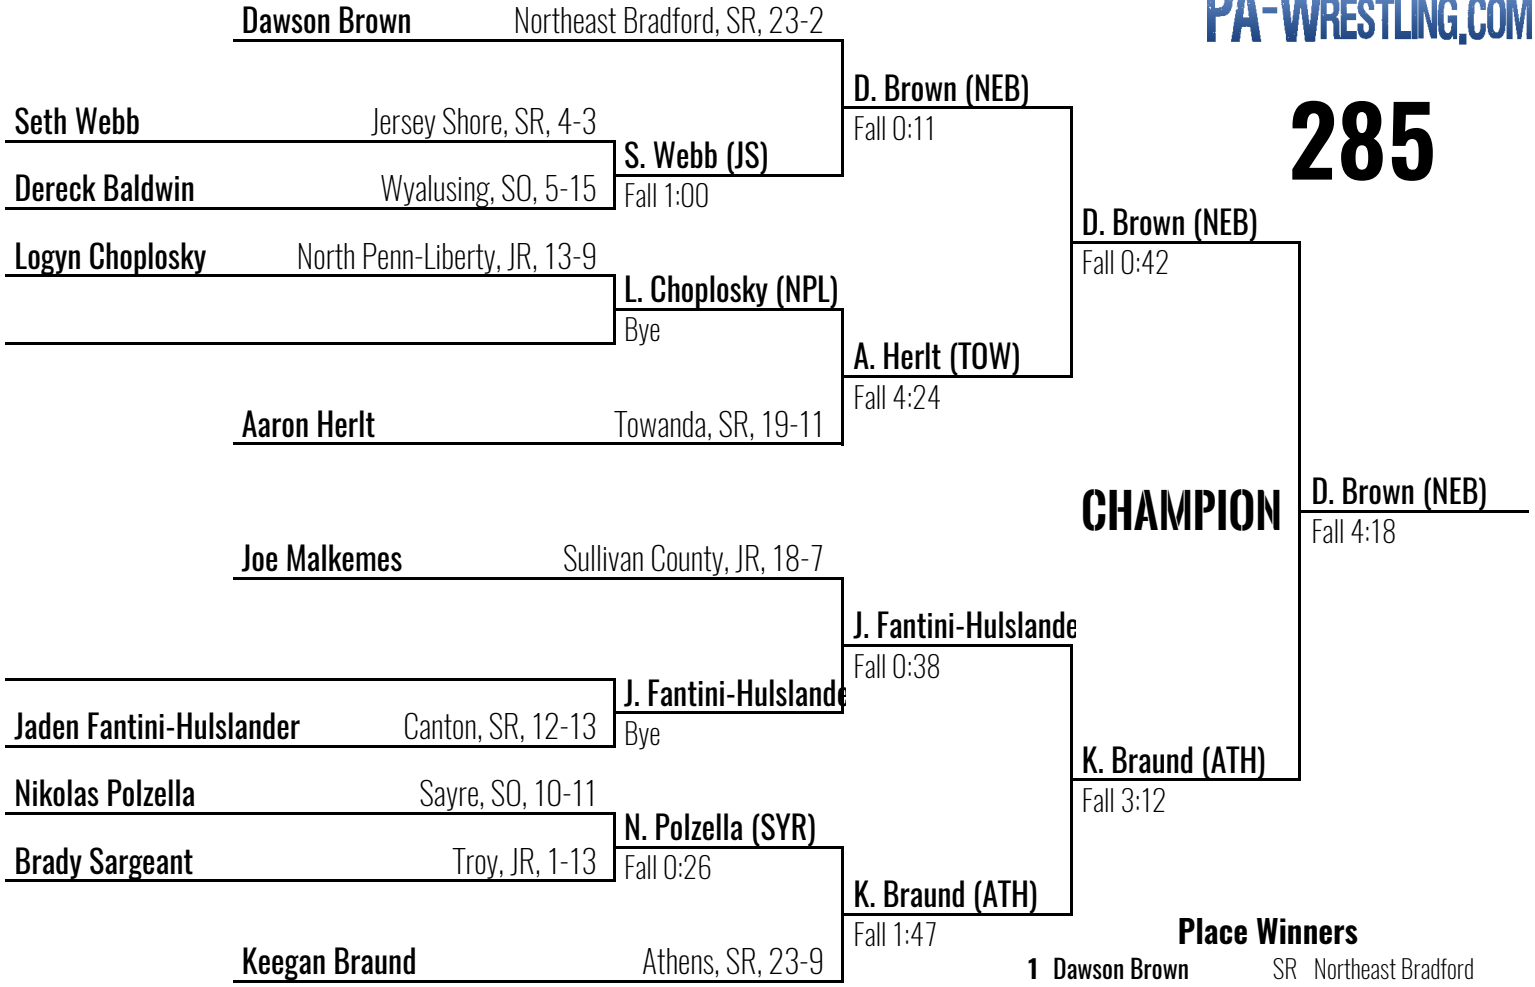 PA-WRESTLING.COM
285
Dawson Brown Northeast Bradford, SR, 23-2
Seth Webb Jersey Shore, SR, 4-3
Dereck Baldwin Wyalusing, SO, 5-15
Logyn Choplosky North Penn-Liberty, JR, 13-9
Aaron Herlt Towanda, SR, 19-11
Joe Malkemes Sullivan County, JR, 18-7
Jaden Fantini-Hulslander Canton, SR, 12-13
Nikolas Polzella Sayre, SO, 10-11
Brady Sargeant Troy, JR, 1-13
Keegan Braund Athens, SR, 23-9
S. Webb (JS)
Fall 1:00
L. Choplosky (NPL)
Bye
J. Fantini-Hulslande
Bye
N. Polzella (SYR)
Fall 0:26
D. Brown (NEB)
Fall 0:11
A. Herlt (TOW)
Fall 4:24
J. Fantini-Hulslande
Fall 0:38
K. Braund (ATH)
Fall 1:47
D. Brown (NEB)
Fall 0:42
K. Braund (ATH)
Fall 3:12
CHAMPION
D. Brown (NEB)
Fall 4:18
Place Winners
1 Dawson Brown SR Northeast Bradford